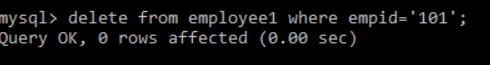 mysql> delete from employee1 where empid='101';
Query OK, 0 rows affected (0.00 sec)